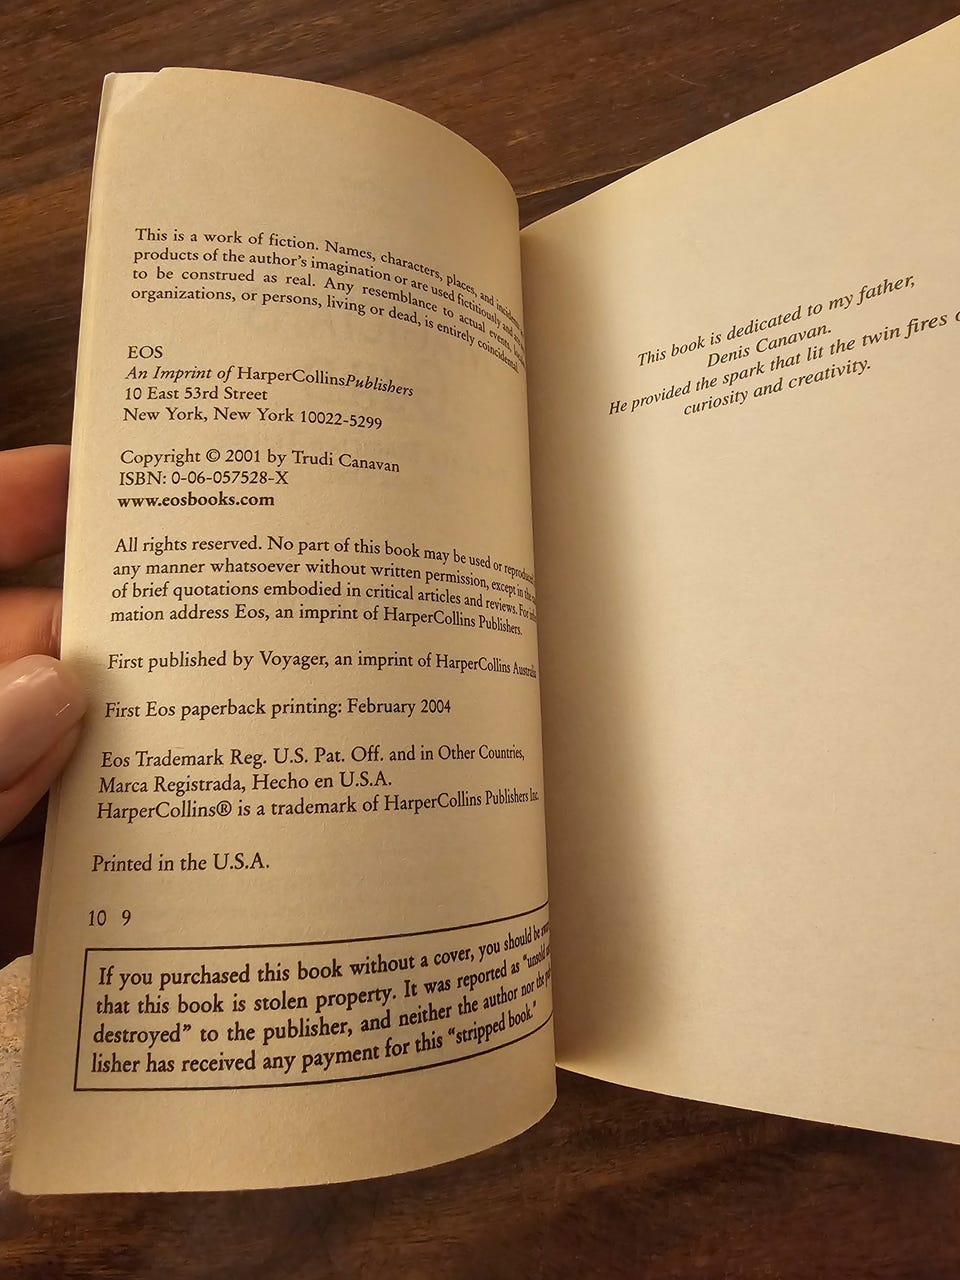 This is a work of fiction. Names, characters, places, and incidents
products of the author's imagination or are used fictitiously and are
to be construed as real. Any resemblance to actual events,
organizations, or persons, living or dead, is entirely coincidental.
EOS
An Imprint of HarperCollinsPublishers
10 East 53rd Street
New York, New York 10022-5299
Copyright © 2001 by Trudi Canavan
ISBN: 0-06-057528-X
www.eosbooks.com
All rights reserved. No part of this book may be used or reproduced
any manner whatsoever without written permission, except in the
of brief quotations embodied in critical articles and reviews. For
mation address Eos, an imprint of HarperCollins Publishers.
First published by Voyager, an imprint of HarperCollins Australia
First Eos paperback printing: February 2004
Eos Trademark Reg. U.S. Pat. Off. and in Other Countries,
Marca Registrada, Hecho en U.S.A.
HarperCollins® is a trademark of HarperCollins Publishers Inc.
Printed in the U.S.A.
10 9
If you purchased this book without a cover, you should be
that this book is stolen property. It was reported as "unsold
destroyed" to the publisher, and neither the author nor the
lisher has received any payment for this "stripped book."
This book is dedicated to my father,
Denis Canavan.
He provided the spark that lit the twin fires
curiosity and creativity.